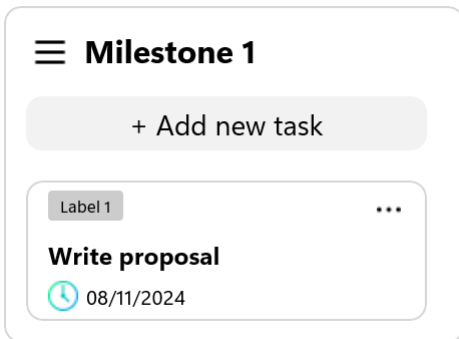 Milestone 1
+ Add new task
Label 1
Write proposal
08/11/2024